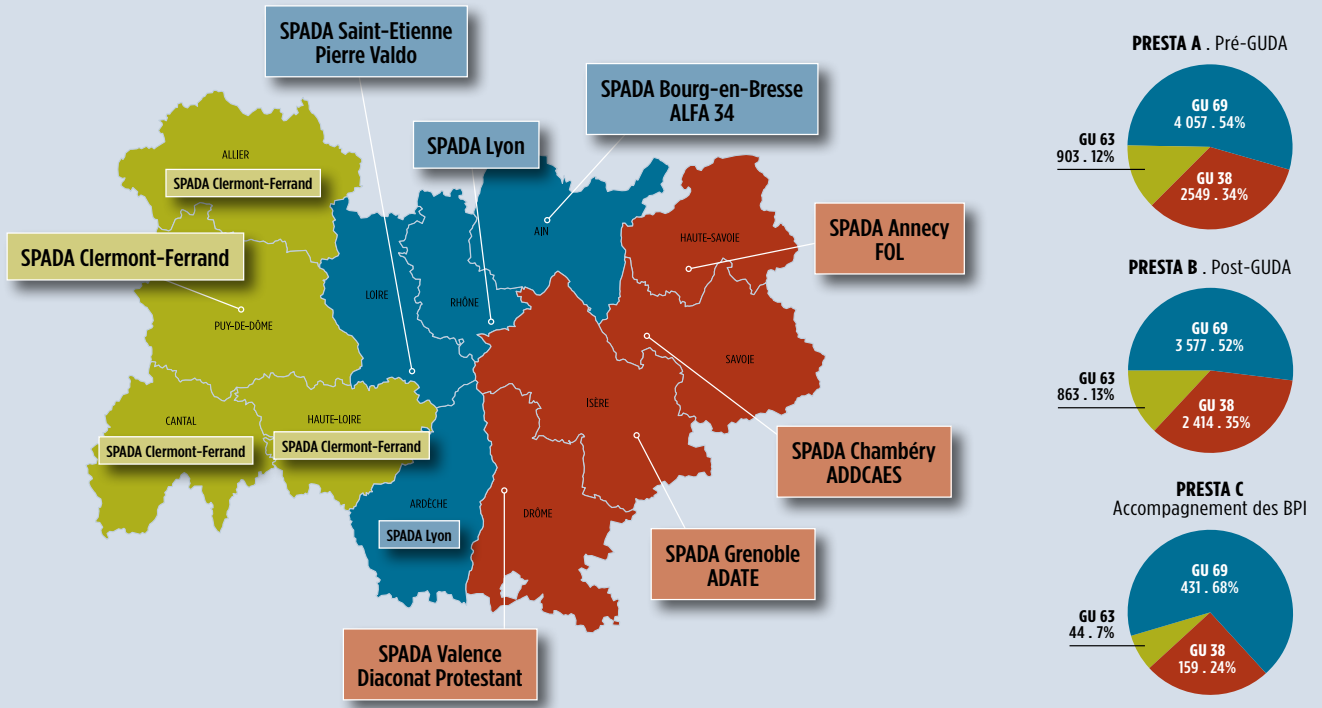 SPADA Saint-Etienne
Pierre Valdo
SPADA Bourg-en-Bresse
ALFA 34
SPADA Lyon
ALLIER
SPADA Clermont-Ferrand
SPADA Clermont-Ferrand
PUY-DE-DÔME
LOIRE
RHÔNE
AIN
HAUTE-SAVOIE
SPADA Annecy
FOL
SAVOIE
ISÈRE
CANTAL
SPADA Clermont-Ferrand
HAUTE-LOIRE
SPADA Clermont-Ferrand
SPADA Chambéry
ADDCAES
ARDÈCHE
SPADA Lyon
DRÔME
SPADA Grenoble
ADATE
SPADA Valence
Diaconat Protestant
PRESTA A . Pré-GUDA
GU 69
4 057 . 54%
GU 63
903 . 12%
GU 38
2549 . 34%
PRESTA B . Post-GUDA
GU 69
3 577 . 52%
GU 63
863 . 13%
GU 38
2 414 . 35%
PRESTA C
Accompagnement des BPI
GU 69
431 . 68%
GU 63
44 . 7%
GU 38
159 . 24%